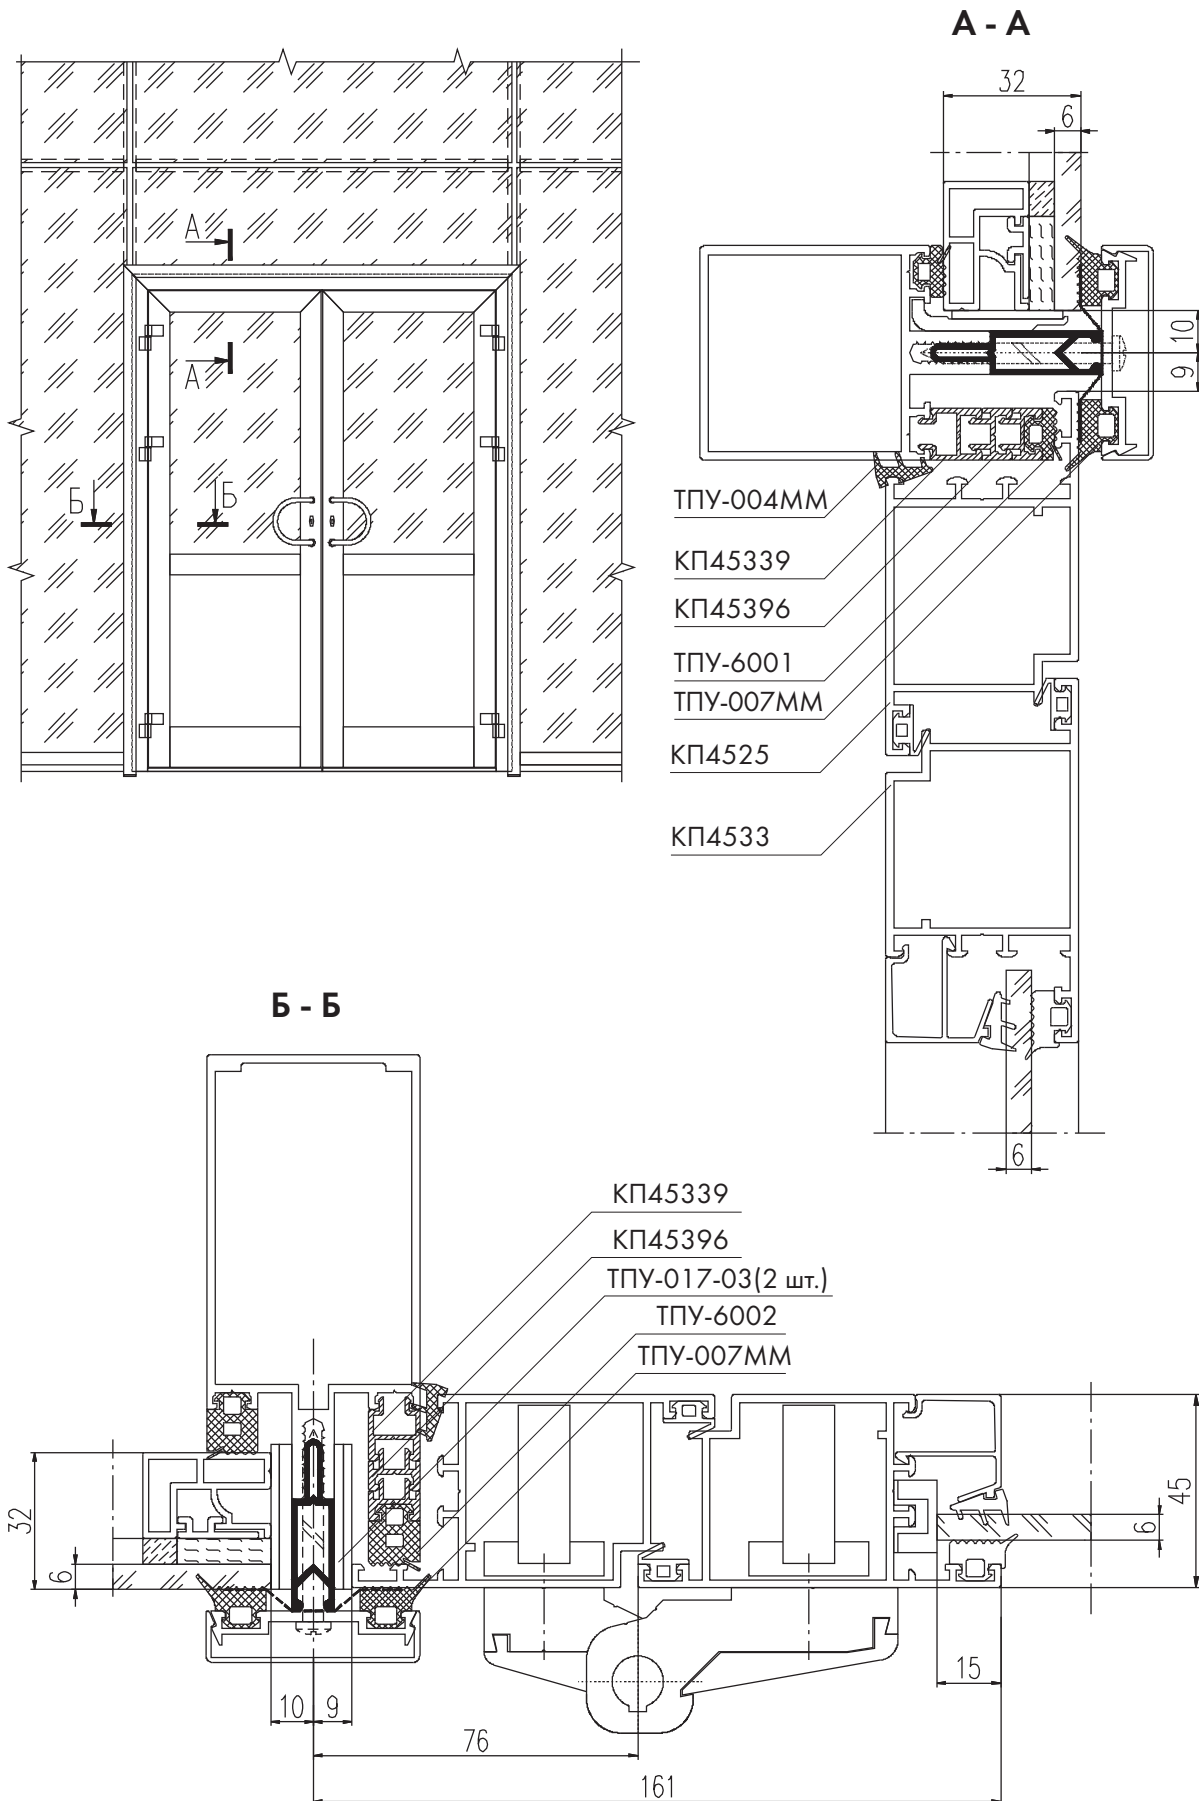 А - А
32
6
А
А
Б
Б
10
9
ТПУ-004ММ
КП45339
КП45396
ТПУ-6001
ТПУ-007ММ
КП4525
КП4533
6
Б - Б
КП45339
КП45396
ТПУ-017-03(2 шт.)
ТПУ-6002
ТПУ-007ММ
32
6
45
6
10
9
15
76
161